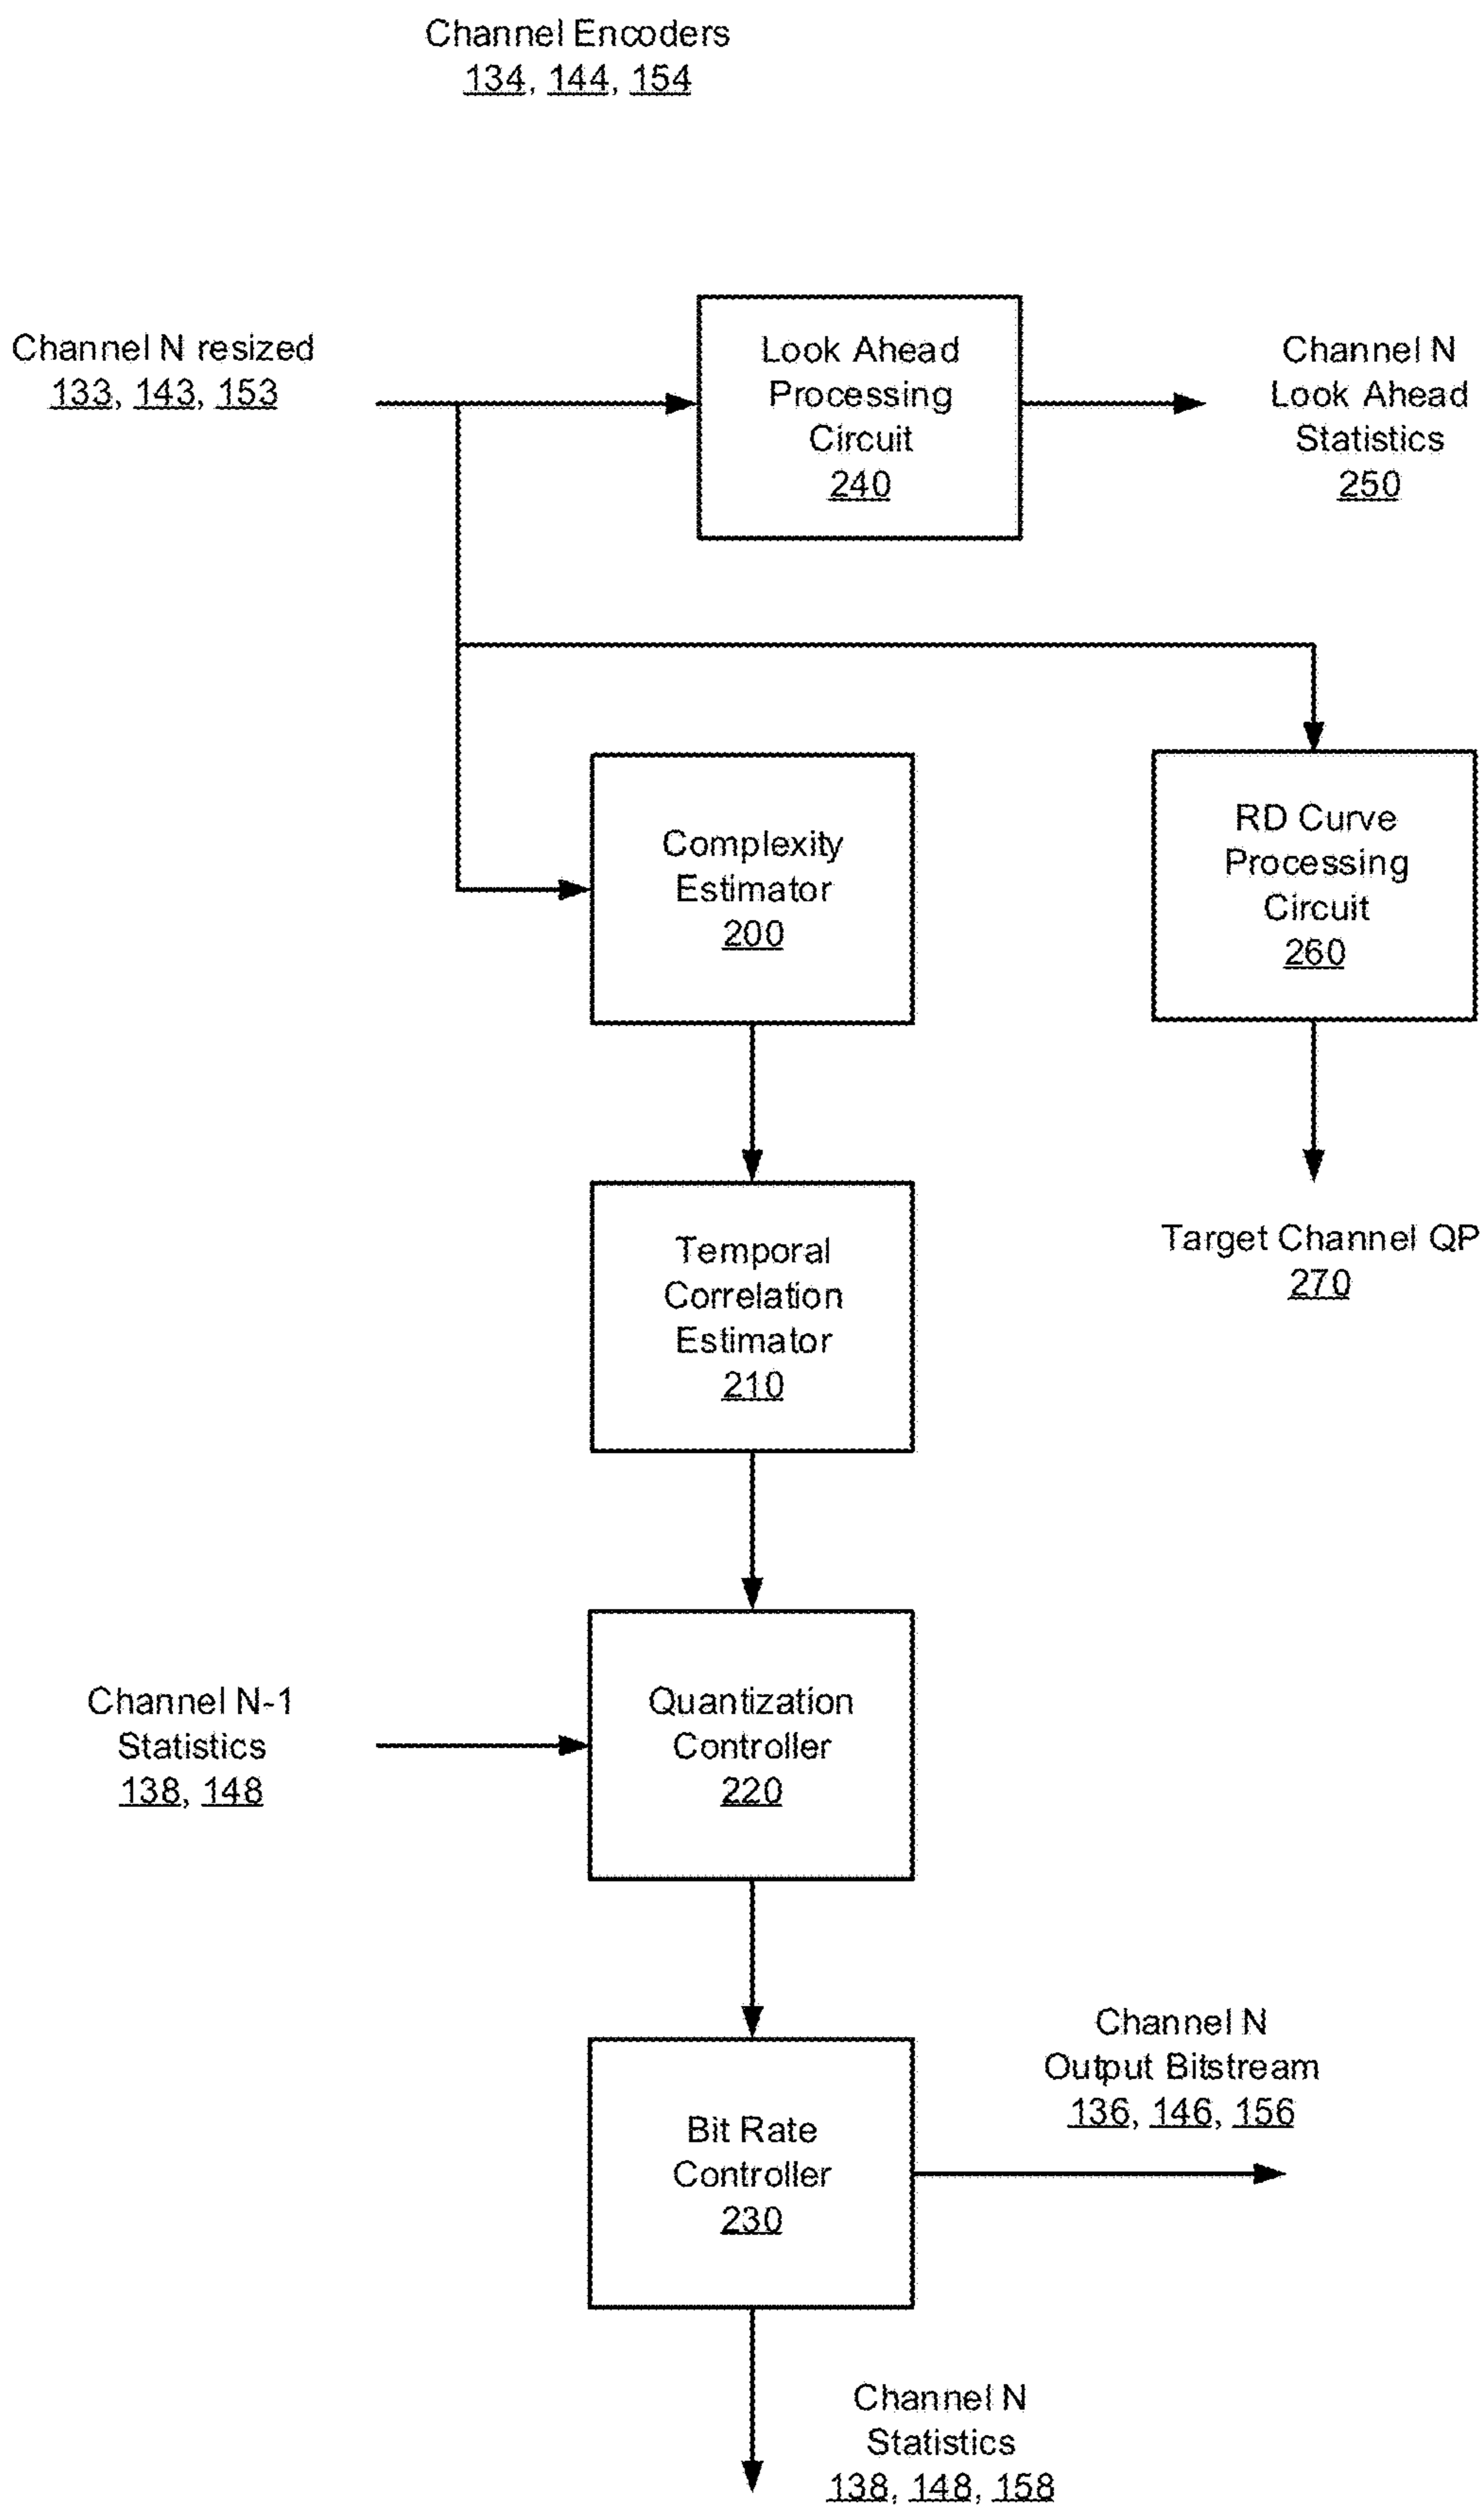 Channel Encoders
134, 144, 154
Channel N resized
133, 143, 153
Look Ahead
Processing
Circuit
240
Channel N
Look Ahead
Statistics
250
Complexity
Estimator
200
RD Curve
Processing
Circuit
260
Temporal
Correlation
Estimator
210
Target Channel QP
270
Channel N-1
Statistics
138, 148
Quantization
Controller
220
Bit Rate
Controller
230
Channel N
Output Bitstream
136, 146, 156
Channel N
Statistics
138, 148, 158